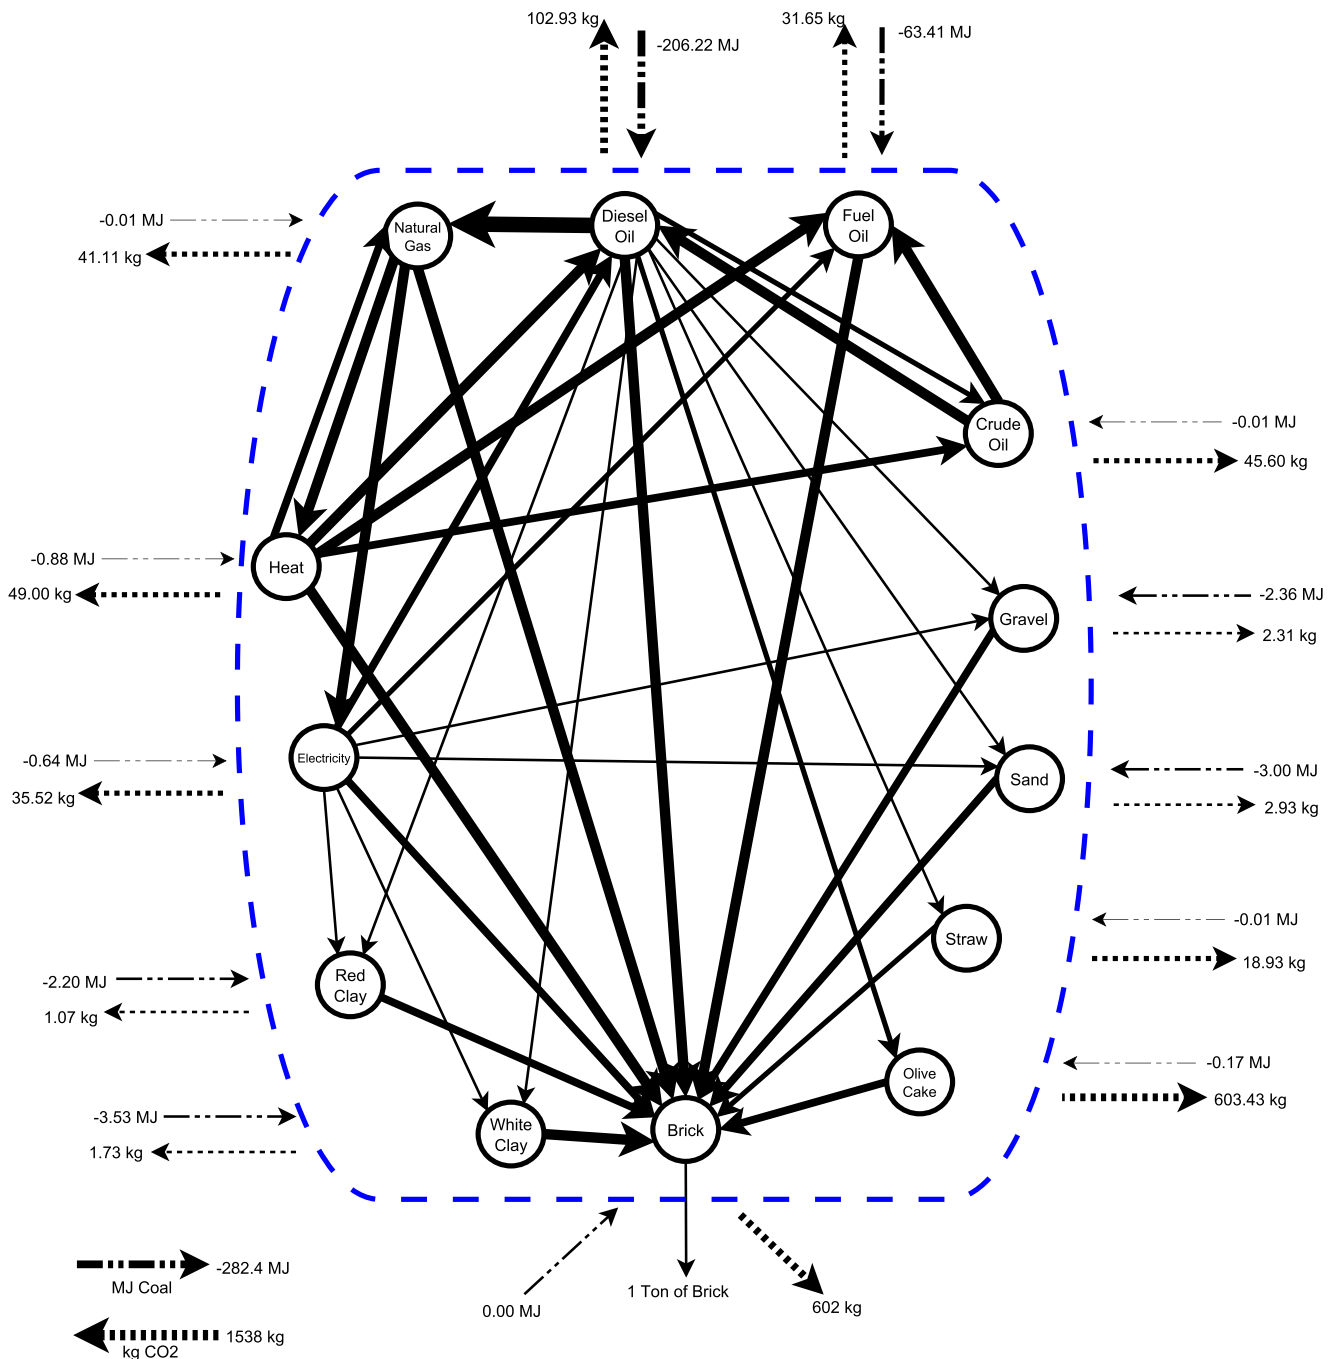 102.93 kg
-206.22 MJ
31.65 kg
-63.41 MJ
-0.01 MJ
41.11 kg
Natural
Gas
Diesel
Oil
Fuel
Oil
Crude
Oil
-0.01 MJ
45.60 kg
-0.88 MJ
49.00 kg
Heat
Gravel
-2.36 MJ
2.31 kg
-0.64 MJ
35.52 kg
Electricity
Sand
-3.00 MJ
2.93 kg
Straw
-0.01 MJ
18.93 kg
-2.20 MJ
1.07 kg
Red
Clay
Olive
Cake
-0.17 MJ
603.43 kg
-3.53 MJ
1.73 kg
White
Clay
Brick
-282.4 MJ
MJ Coal
1538 kg
kg CO2
0.00 MJ
1 Ton of Brick
602 kg